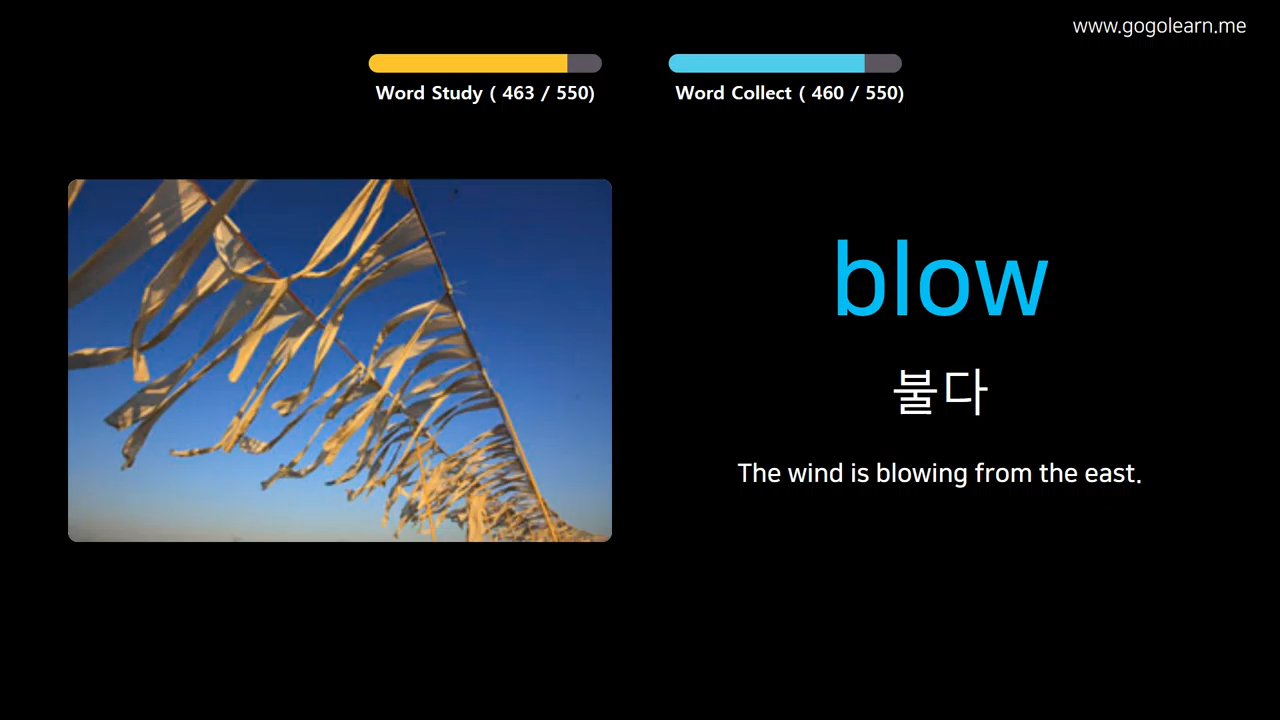 www.gogolearn.me
Word Study ( 463 / 550)
Word Collect ( 460 / 550)
blow
불다
The wind is blowing from the east.